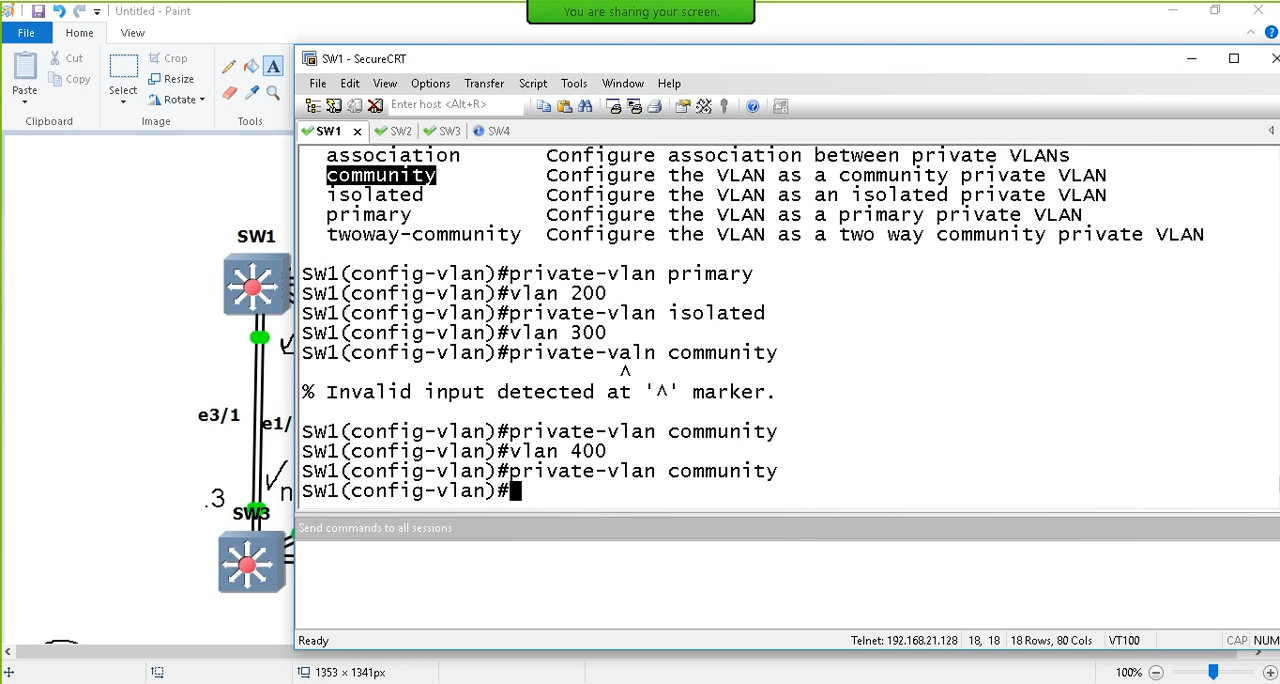 You are sharing your screen.
Untitled - Paint
File Home View
Paste
Cut
Copy
Clipboard
Select
Crop
Resize
Rotate
Image
A
Tools
SW1 - SecureCRT
File Edit View Options Transfer Script Tools Window Help
Enter host <Alt+R>
SW1 SW2 SW3 SW4
association Configure association between private VLANs
community Configure the VLAN as a community private VLAN
isolated Configure the VLAN as an isolated private VLAN
primary Configure the VLAN as a primary private VLAN
twoway-community Configure the VLAN as a two way community private VLAN
SW1(config-vlan)#private-vlan primary
SW1(config-vlan)#vlan 200
SW1(config-vlan)#private-vlan isolated
SW1(config-vlan)#vlan 300
SW1(config-vlan)#private-valn community
^
% Invalid input detected at '^' marker.
SW1(config-vlan)#private-vlan community
SW1(config-vlan)#vlan 400
SW1(config-vlan)#private-vlan community
SW1(config-vlan)#
Send commands to all sessions
Ready Telnet: 192.168.21.128 18, 18 18 Rows, 80 Cols VT100 CAP NUM
SW1
e3/1 e1/
.3 n
SW3
1353 × 1341px 100%